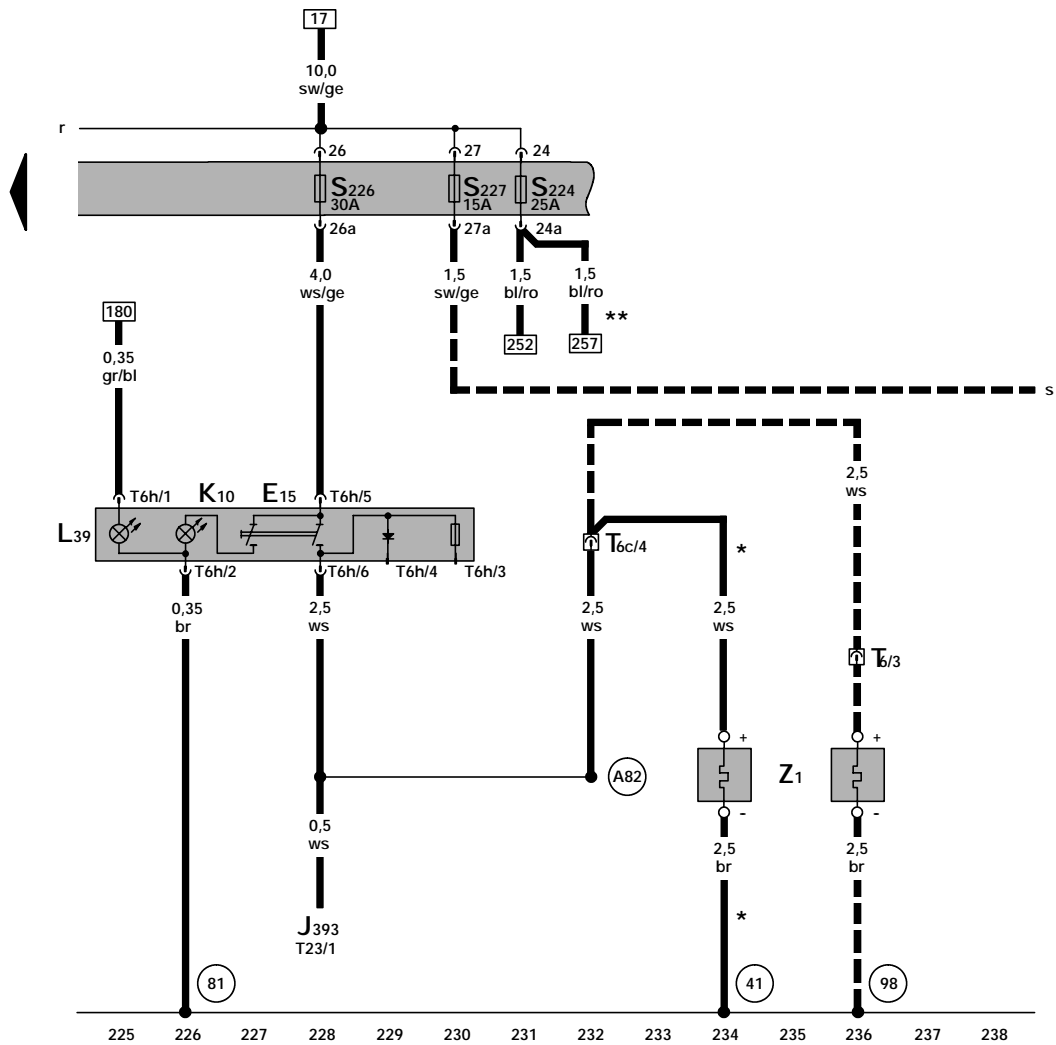 17
10,0
sw/ge
r
26
27
24
S226
30A
S227
15A
S224
25A
26a
27a
24a
4,0
ws/ge
1,5
sw/ge
1,5
bl/ro
1,5
bl/ro
**
180
252
257
0,35
gr/bl
s
2,5
ws
T6h/1
K10
E15
T6h/5
L39
T6c/4
*
T6h/2
T6h/6
T6h/4
T6h/3
0,35
br
2,5
ws
2,5
ws
2,5
ws
T6/3
+
+
A82
Z1
-
-
0,5
ws
2,5
br
2,5
br
J393
T23/1
*
81
41
98
225 226 227 228 229 230 231 232 233 234 235 236 237 238